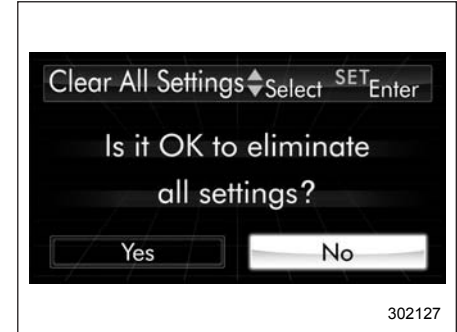 Clear All Settings Select SET Enter
Is it OK to eliminate
all settings?
Yes No
302127